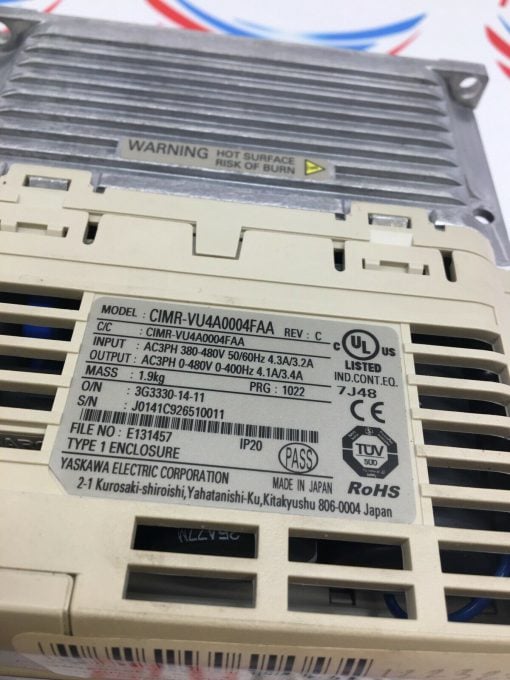 WARNING HOT SURFACE
RISK OF BURN
MODEL : CIMR-VU4A0004FAA REV : C
C/C : CIMR-VU4A0004FAA
INPUT : AC3PH 380-480V 50/60Hz 4.3A/3.2A
OUTPUT : AC3PH 0-480V 0-400Hz 4.1A/3.4A
MASS : 1.9kg PRG : 1022
O/N : 3G3330-14-11
S/N : J0141C926510011
FILE NO : E131457 IP20
TYPE 1 ENCLOSURE PASS
YASKAWA ELECTRIC CORPORATION MADE IN JAPAN
2-1 Kurosaki-shiroishi,Yahatanishi-Ku,Kitakyushu 806-0004 Japan
c UL us
LISTED
IND.CONT.EQ.
7J48
CE
TÜV
SÜD
RoHS